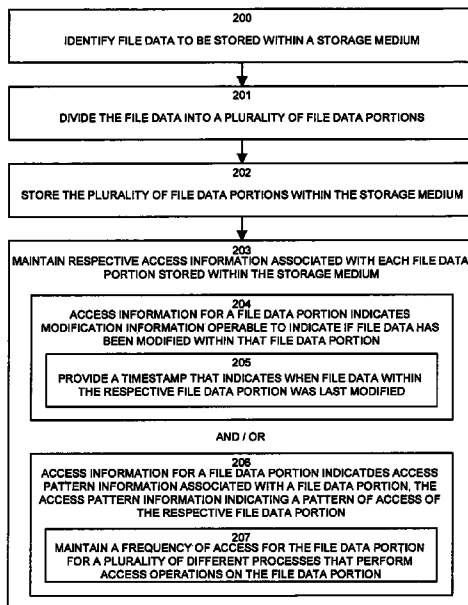 200
IDENTIFY FILE DATA TO BE STORED WITHIN A STORAGE MEDIUM
201
DIVIDE THE FILE DATA INTO A PLURALITY OF FILE DATA PORTIONS
202
STORE THE PLURALITY OF FILE DATA PORTIONS WITHIN THE STORAGE MEDIUM
203
MAINTAIN RESPECTIVE ACCESS INFORMATION ASSOCIATED WITH EACH FILE DATA
PORTION STORED WITHIN THE STORAGE MEDIUM
204
ACCESS INFORMATION FOR A FILE DATA PORTION INDICATES
MODIFICATION INFORMATION OPERABLE TO INDICATE IF FILE DATA HAS
BEEN MODIFIED WITHIN THAT FILE DATA PORTION
205
PROVIDE A TIMESTAMP THAT INDICATES WHEN FILE DATA WITHIN
THE RESPECTIVE FILE DATA PORTION WAS LAST MODIFIED
AND / OR
206
ACCESS INFORMATION FOR A FILE DATA PORTION INDICATDES ACCESS
PATTERN INFORMATION ASSOCIATED WITH A FILE DATA PORTION, THE
ACCESS PATTERN INFORMATION INDICATING A PATTERN OF ACCESS OF
THE RESPECTIVE FILE DATA PORTION
207
MAINTAIN A FREQUENCY OF ACCESS FOR THE FILE DATA PORTION
FOR A PLURALITY OF DIFFERENT PROCESSES THAT PERFORM
ACCESS OPERATIONS ON THE FILE DATA PORTION